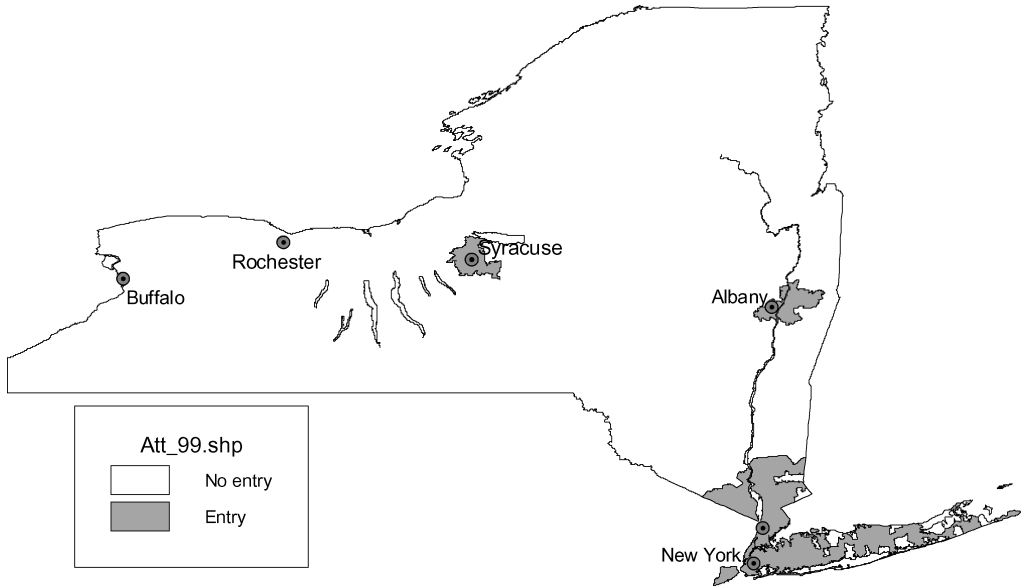 Syracuse
Rochester
Buffalo
Albany
Att_99.shp
No entry
Entry
New York